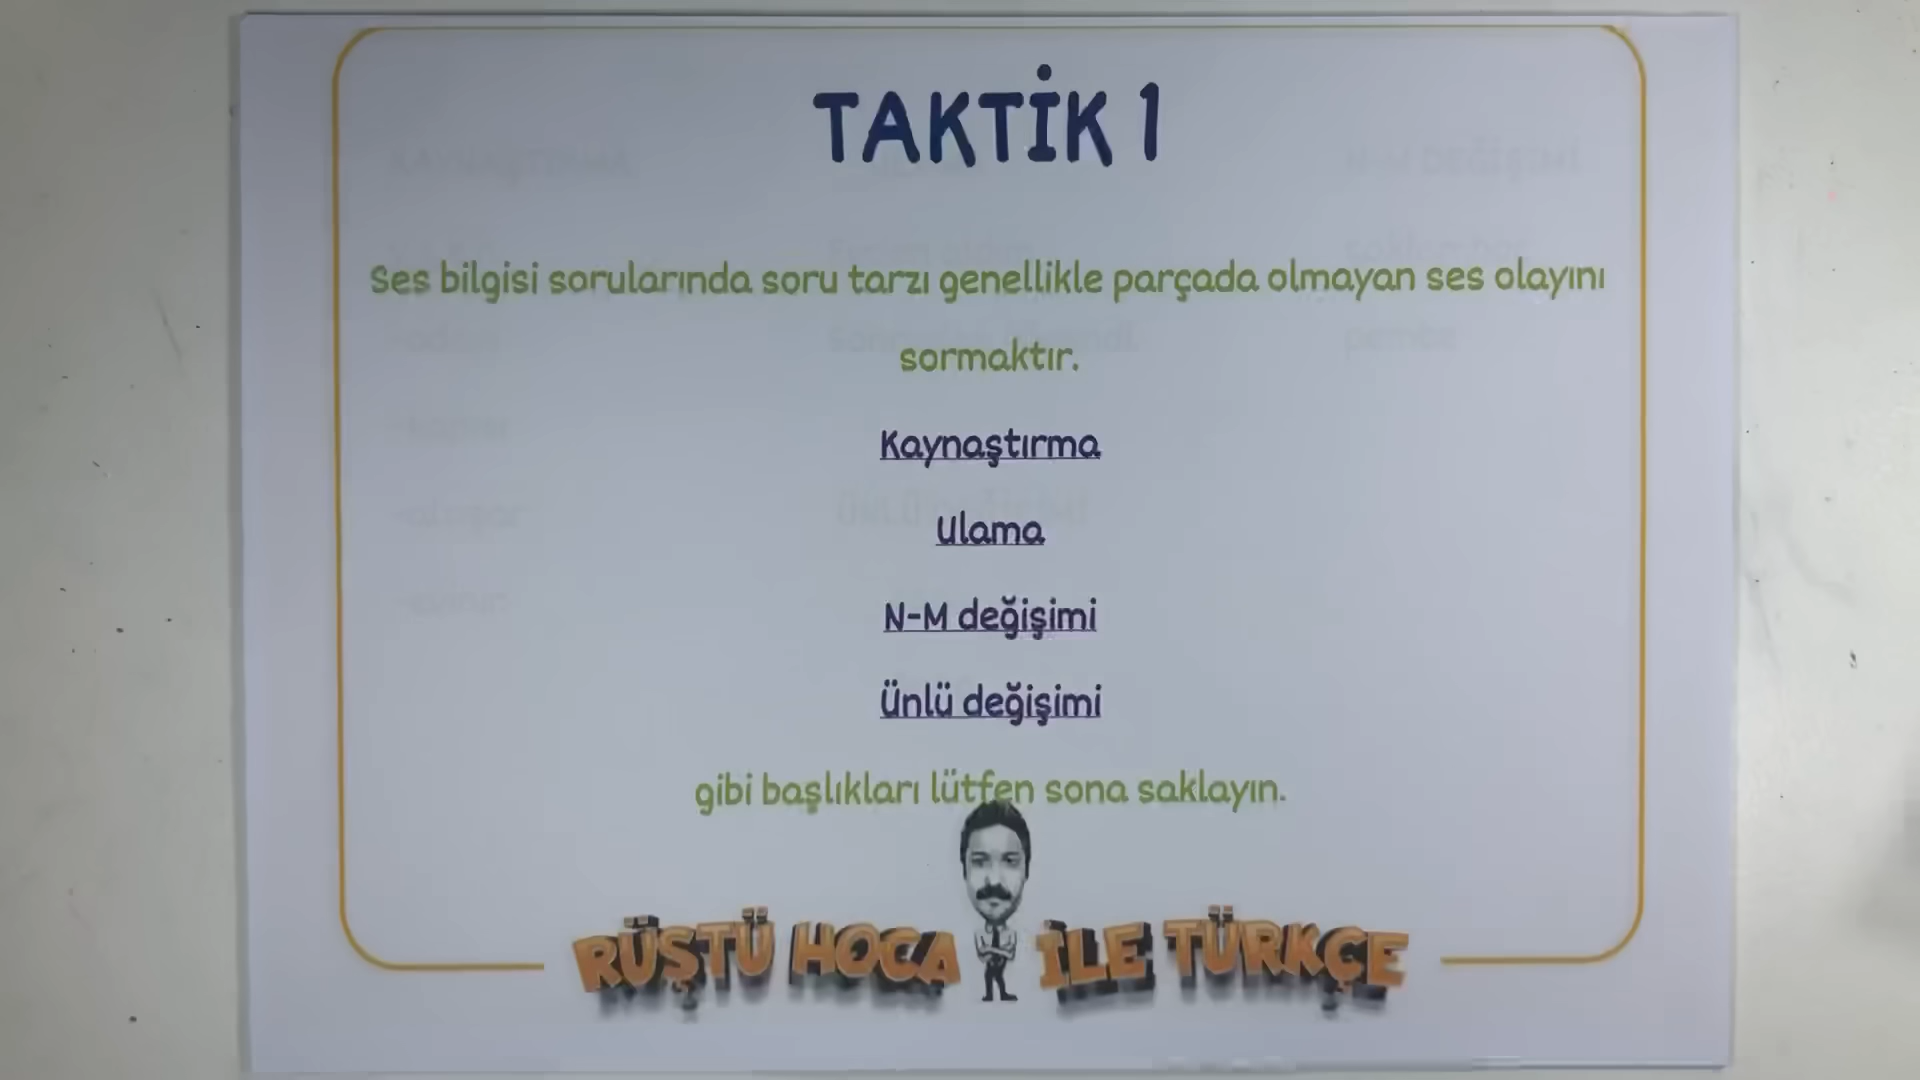 TAKTİK 1
Ses bilgisi sorularında soru tarzı genellikle parçada olmayan ses olayını
sormaktır.
Kaynaştırma
Ulama
N-M değişimi
Ünlü değişimi
gibi başlıkları lütfen sona saklayın.
RÜŞTÜ HOCA İLE TÜRKÇE